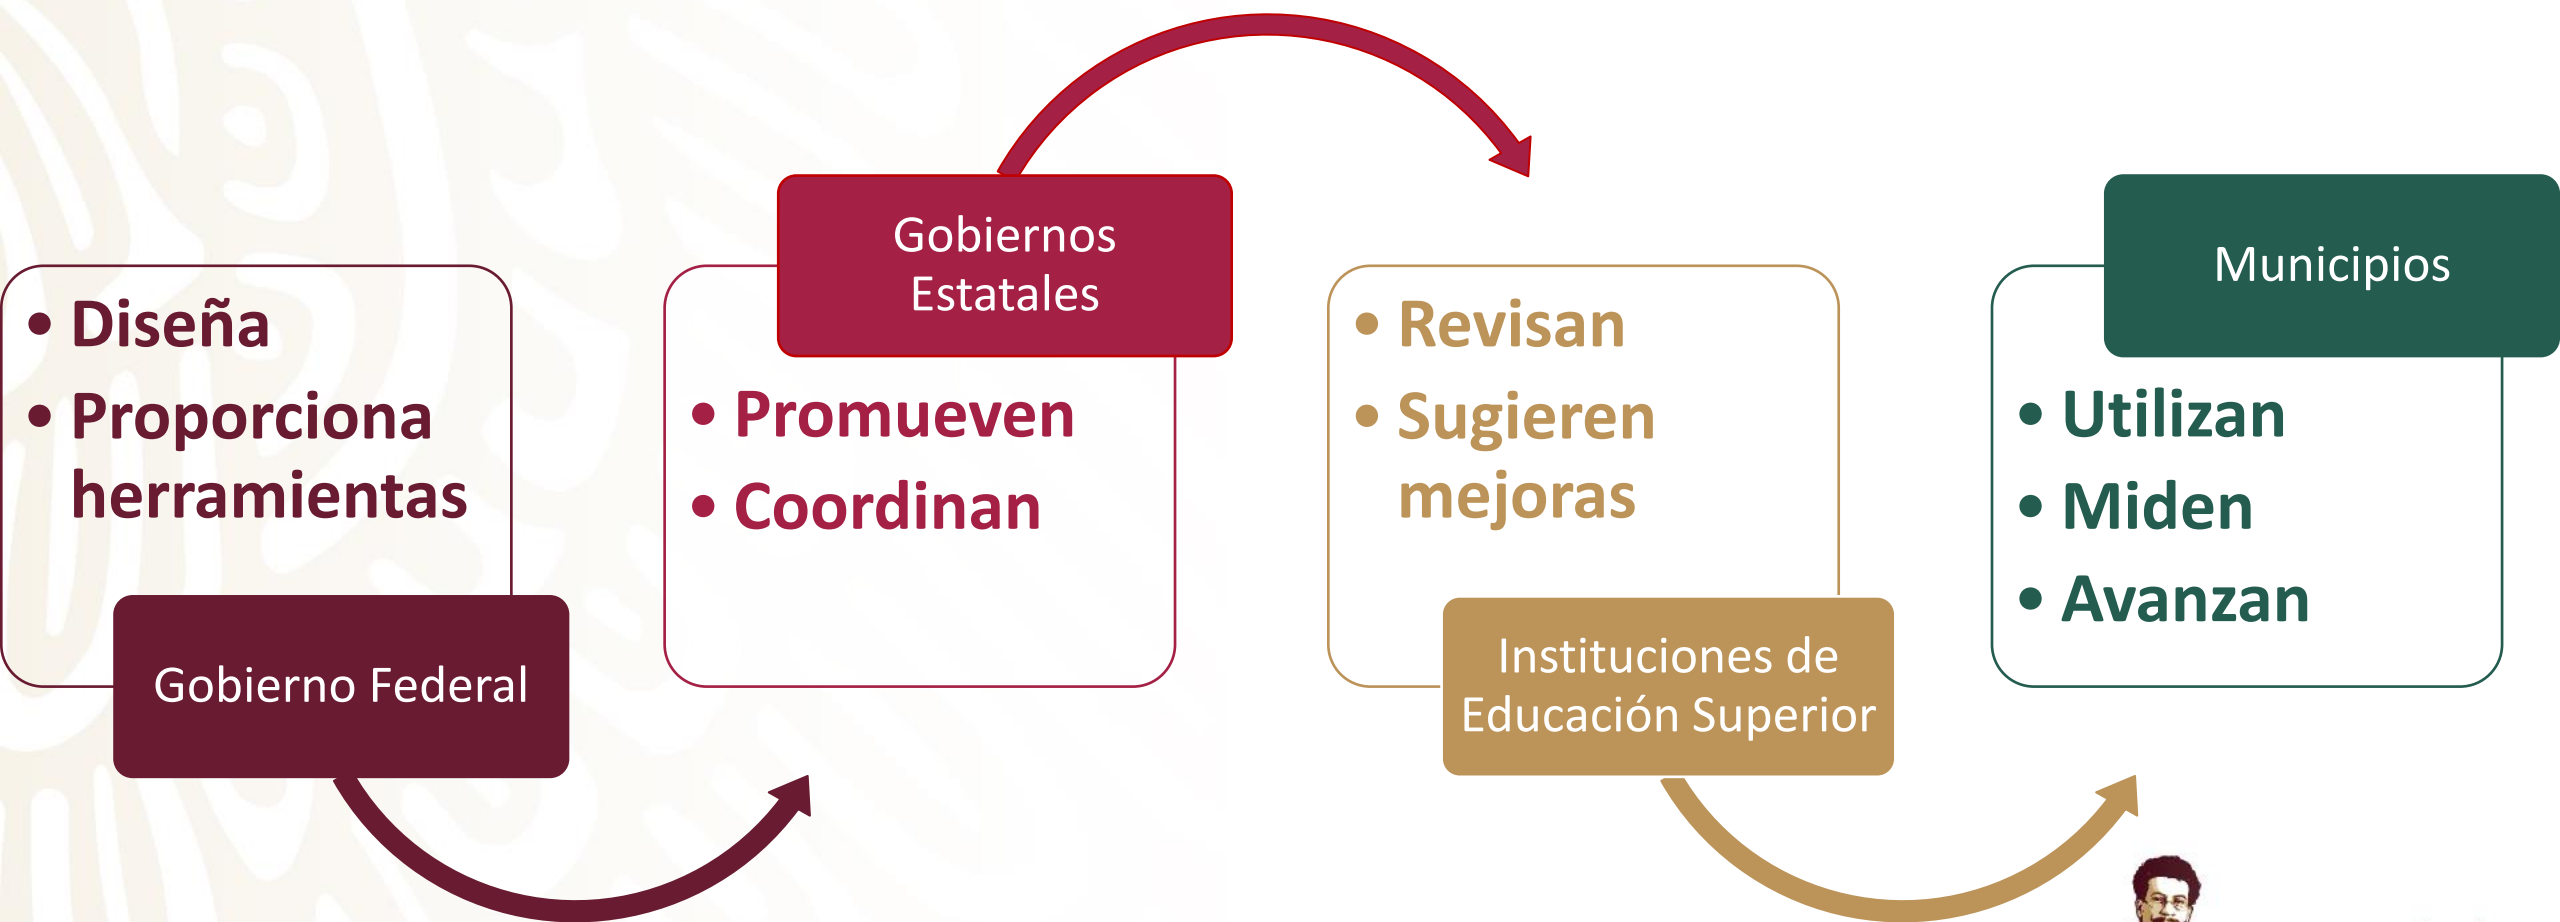 • Diseña
• Proporciona
herramientas
Gobierno Federal
Gobiernos
Estatales
• Promueven
• Coordinan
• Revisan
• Sugieren
mejoras
Instituciones de
Educación Superior
Municipios
• Utilizan
• Miden
• Avanzan